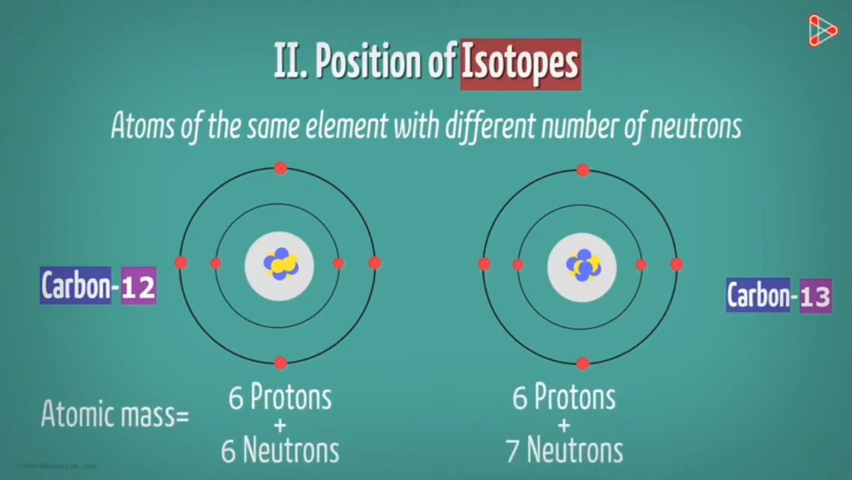 II. Position of Isotopes
Atoms of the same element with different number of neutrons
Carbon-12
Carbon-13
Atomic mass=
6 Protons
+
6 Neutrons
6 Protons
+
7 Neutrons